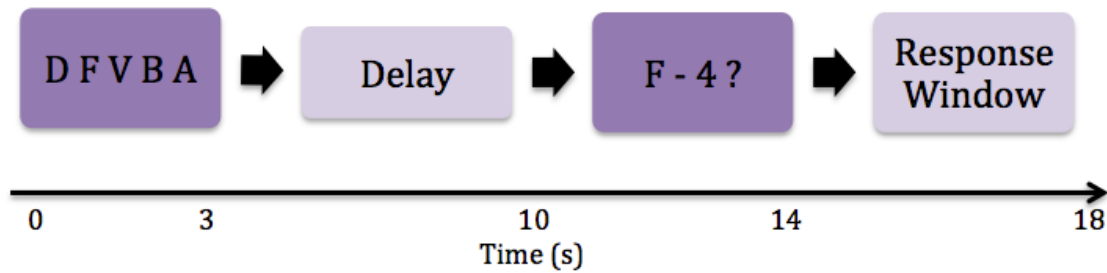 D F V B A
Delay
F - 4 ?
Response
Window
0
3
10
14
18
Time (s)